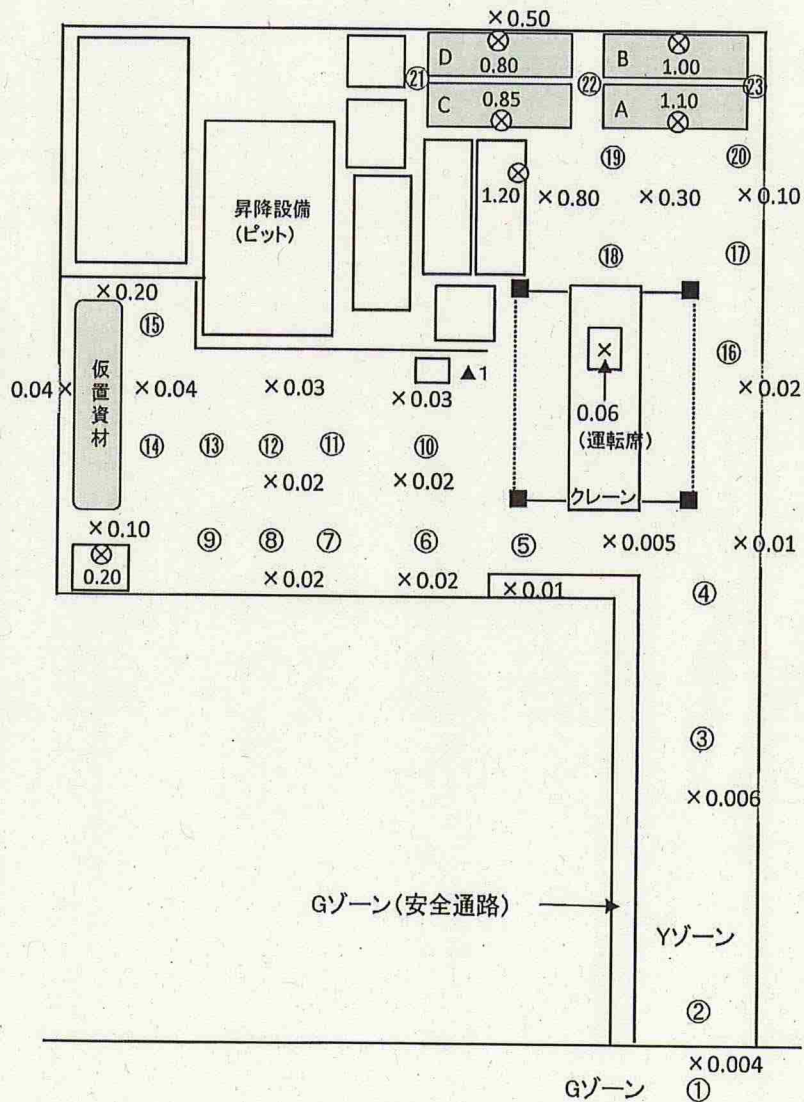 ×0.50
D ⊗ 0.80
B ⊗ 1.00
㉑ ㉒ ㉓
C 0.85 ⊗
A 1.10 ⊗
⑲ ⑳
⊗
1.20 ×0.80 ×0.30 ×0.10
昇降設備
(ピット)
⑱ ⑰
×0.20
⑮
⑯
仮置資材
0.04× ×0.04 ×0.03 ×0.03 ▲1
×
0.06
(運転席)
×0.02
⑭ ⑬ ⑫ ⑪ ⑩
×0.02 ×0.02
クレーン
×0.10
⑨ ⑧ ⑦ ⑥ ⑤ ×0.005 ×0.01
⊗
0.20 ×0.02 ×0.02 ×0.01
④
③
×0.006
Gゾーン(安全通路)
Yゾーン
②
×0.004
Gゾーン ①